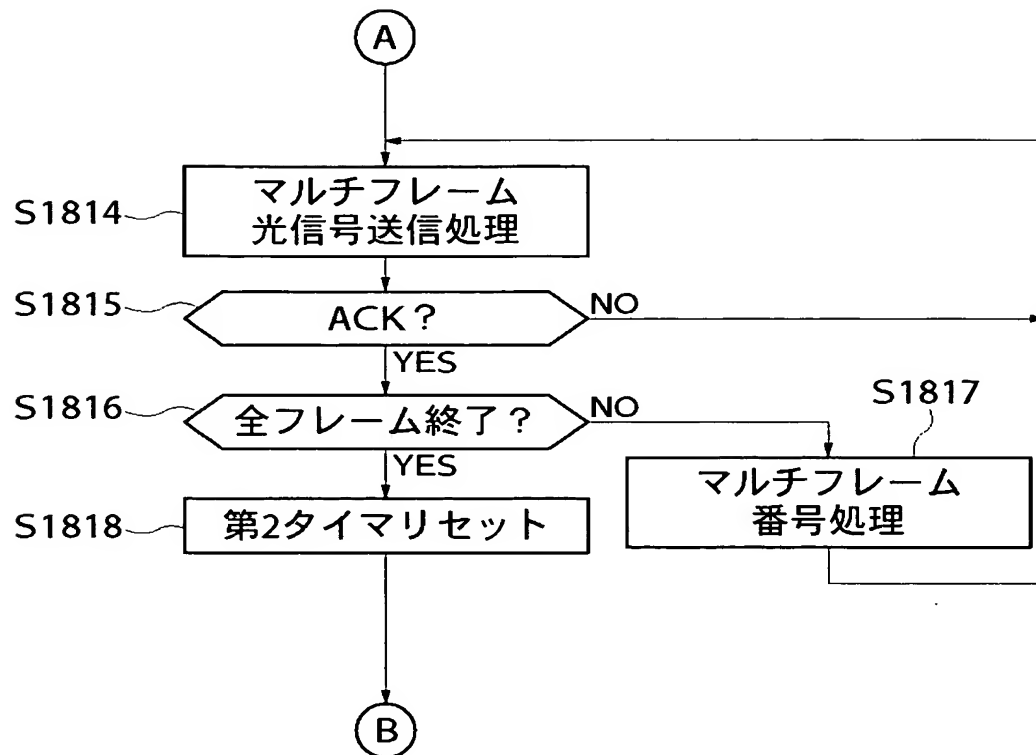 A
S1814
マルチフレーム
光信号送信処理
S1815
ACK?
NO
YES
S1816
全フレーム終了?
NO
YES
S1817
マルチフレーム
番号処理
S1818
第2タイマリセット
B